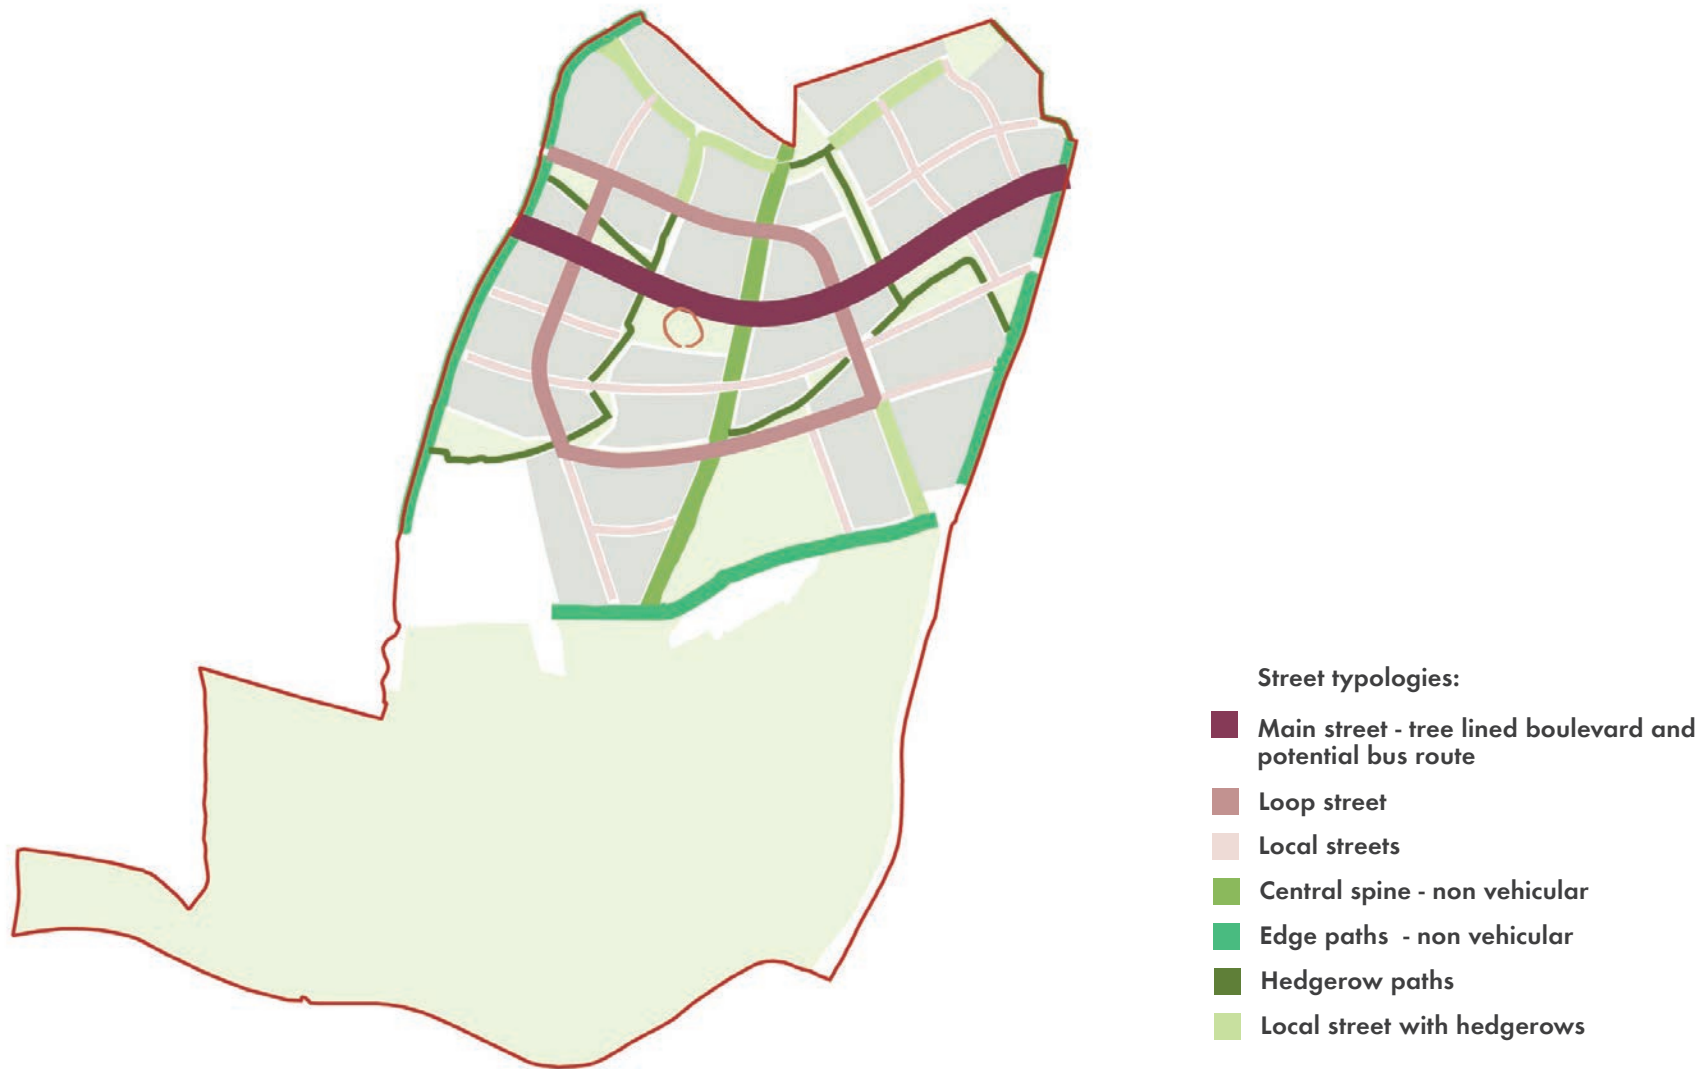 Street typologies:
Main street - tree lined boulevard and
potential bus route
Loop street
Local streets
Central spine - non vehicular
Edge paths - non vehicular
Hedgerow paths
Local street with hedgerows